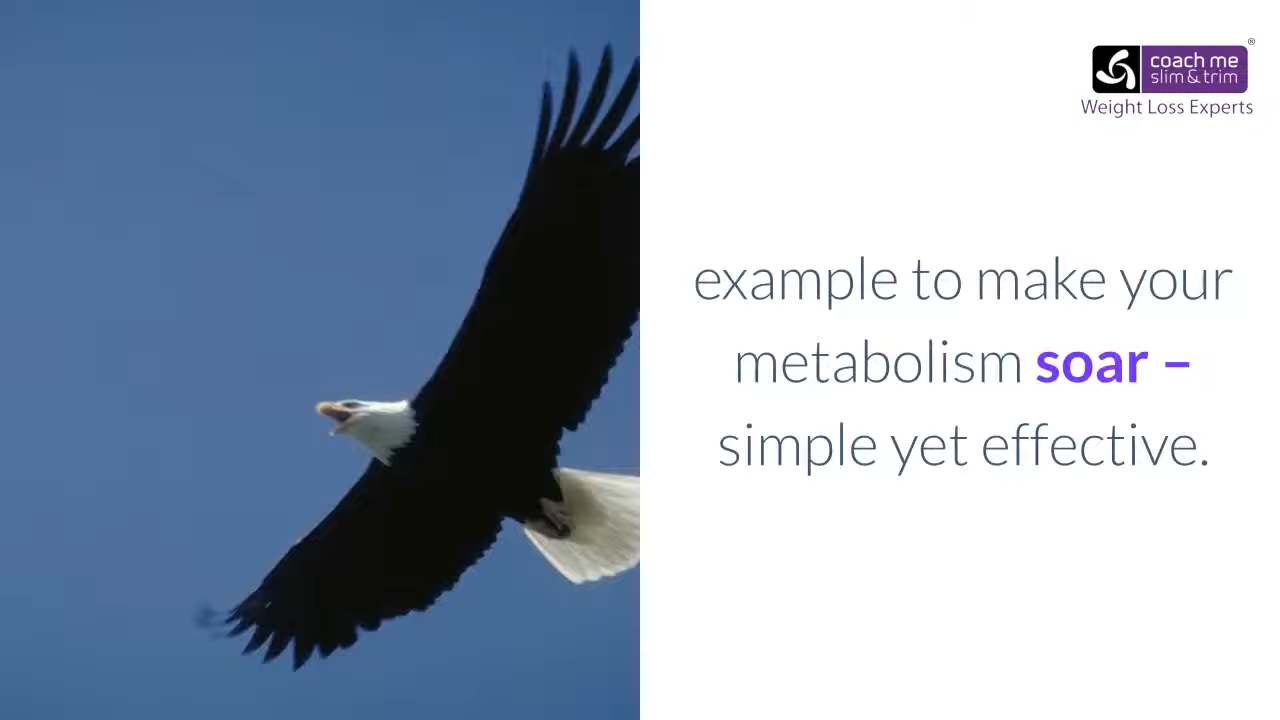 ®
coach me
slim & trim
Weight Loss Experts
example to make your
metabolism soar –
simple yet effective.